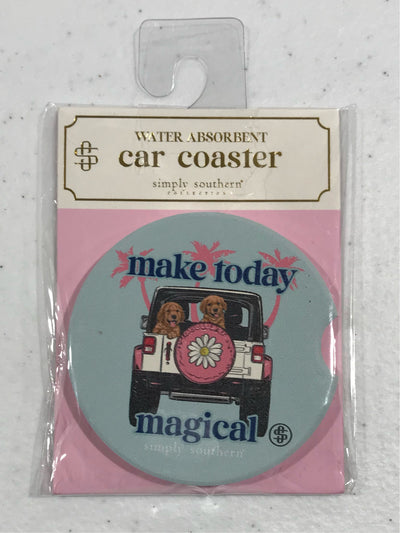 WATER ABSORBENT
car coaster
simply southern®
COLLECTION
make today
magical
simply southern®